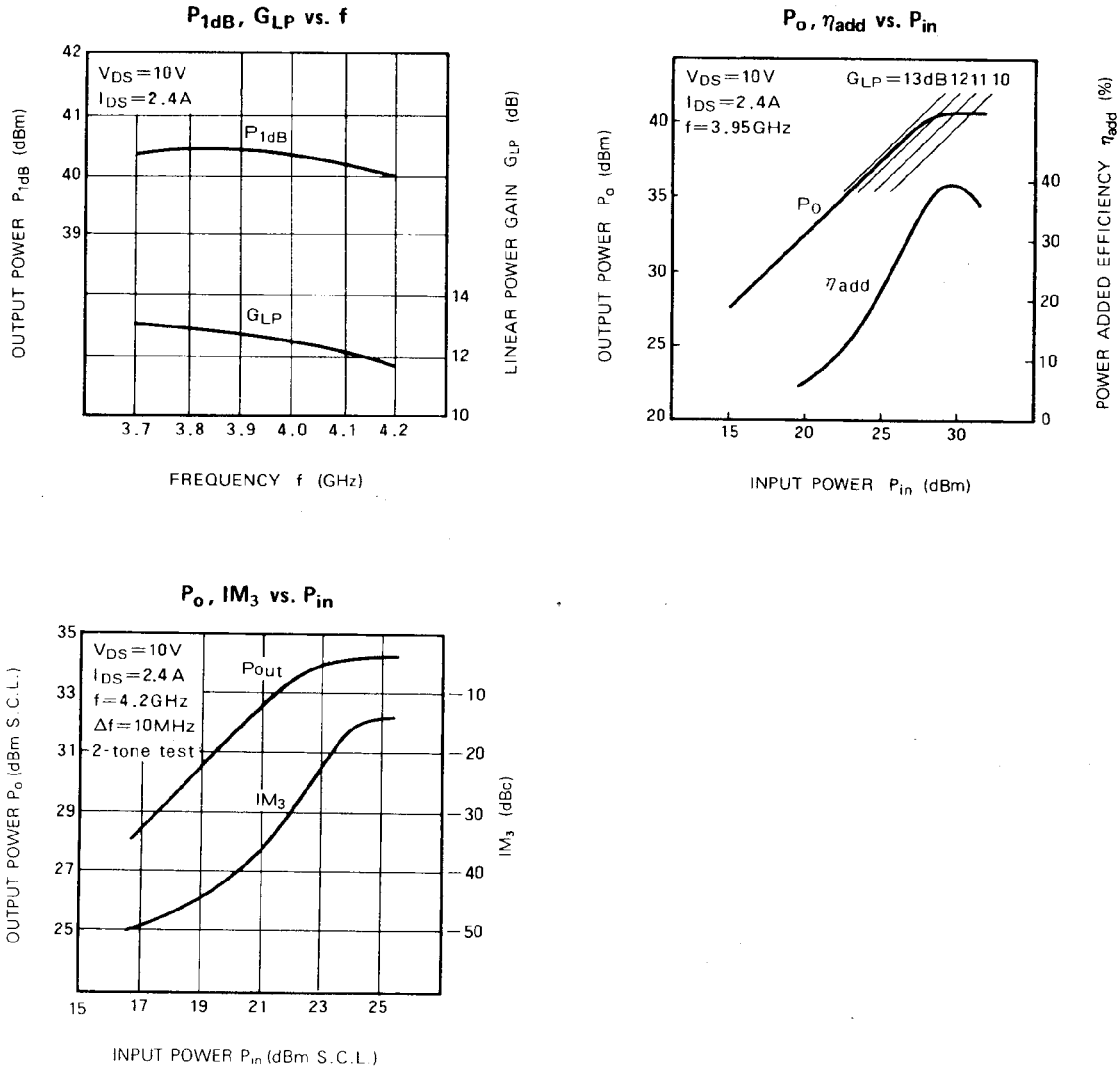 P1dB, GLP vs. f
OUTPUT POWER P1dB (dBm)
42
41
40
39
VDS=10V
IDS=2.4A
P1dB
GLP
14
12
10
LINEAR POWER GAIN GLP (dB)
3.7 3.8 3.9 4.0 4.1 4.2
FREQUENCY f (GHz)
Po, ηadd vs. Pin
OUTPUT POWER Po (dBm)
40
35
30
25
20
VDS=10V
IDS=2.4A
f=3.95GHz
GLP=13dB 12 11 10
Po
ηadd
40
30
20
10
0
POWER ADDED EFFICIENCY ηadd (%)
15 20 25 30
INPUT POWER Pin (dBm)
Po, IM3 vs. Pin
OUTPUT POWER Po (dBm S.C.L.)
35
33
31
29
27
25
VDS=10V
IDS=2.4A
f=4.2GHz
Δf=10MHz
2-tone test
Pout
IM3
-10
-20
-30
-40
-50
IM3 (dBc)
15 17 19 21 23 25
INPUT POWER Pin (dBm S.C.L.)